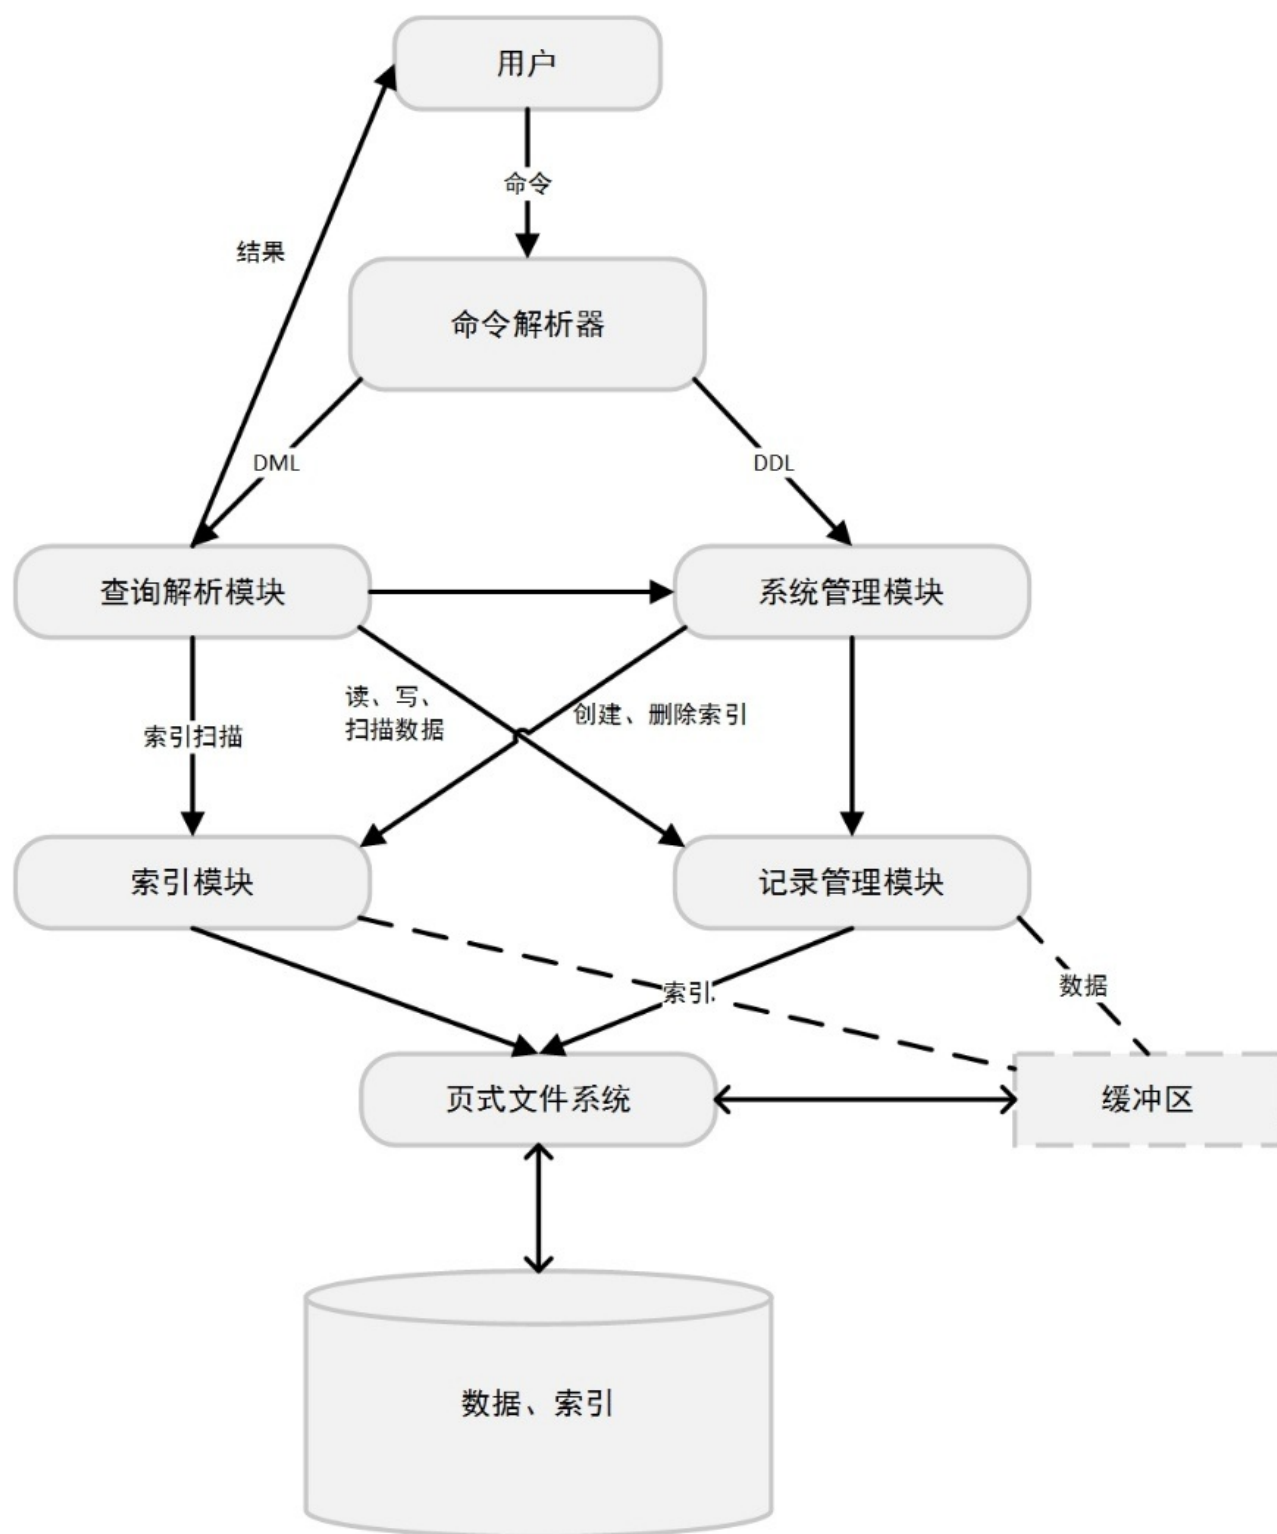 用户
命令
结果
命令解析器
DML
DDL
查询解析模块
系统管理模块
读、写、
扫描数据
创建、删除索引
索引扫描
索引模块
记录管理模块
索引.
数据
页式文件系统
缓冲区
数据、索引